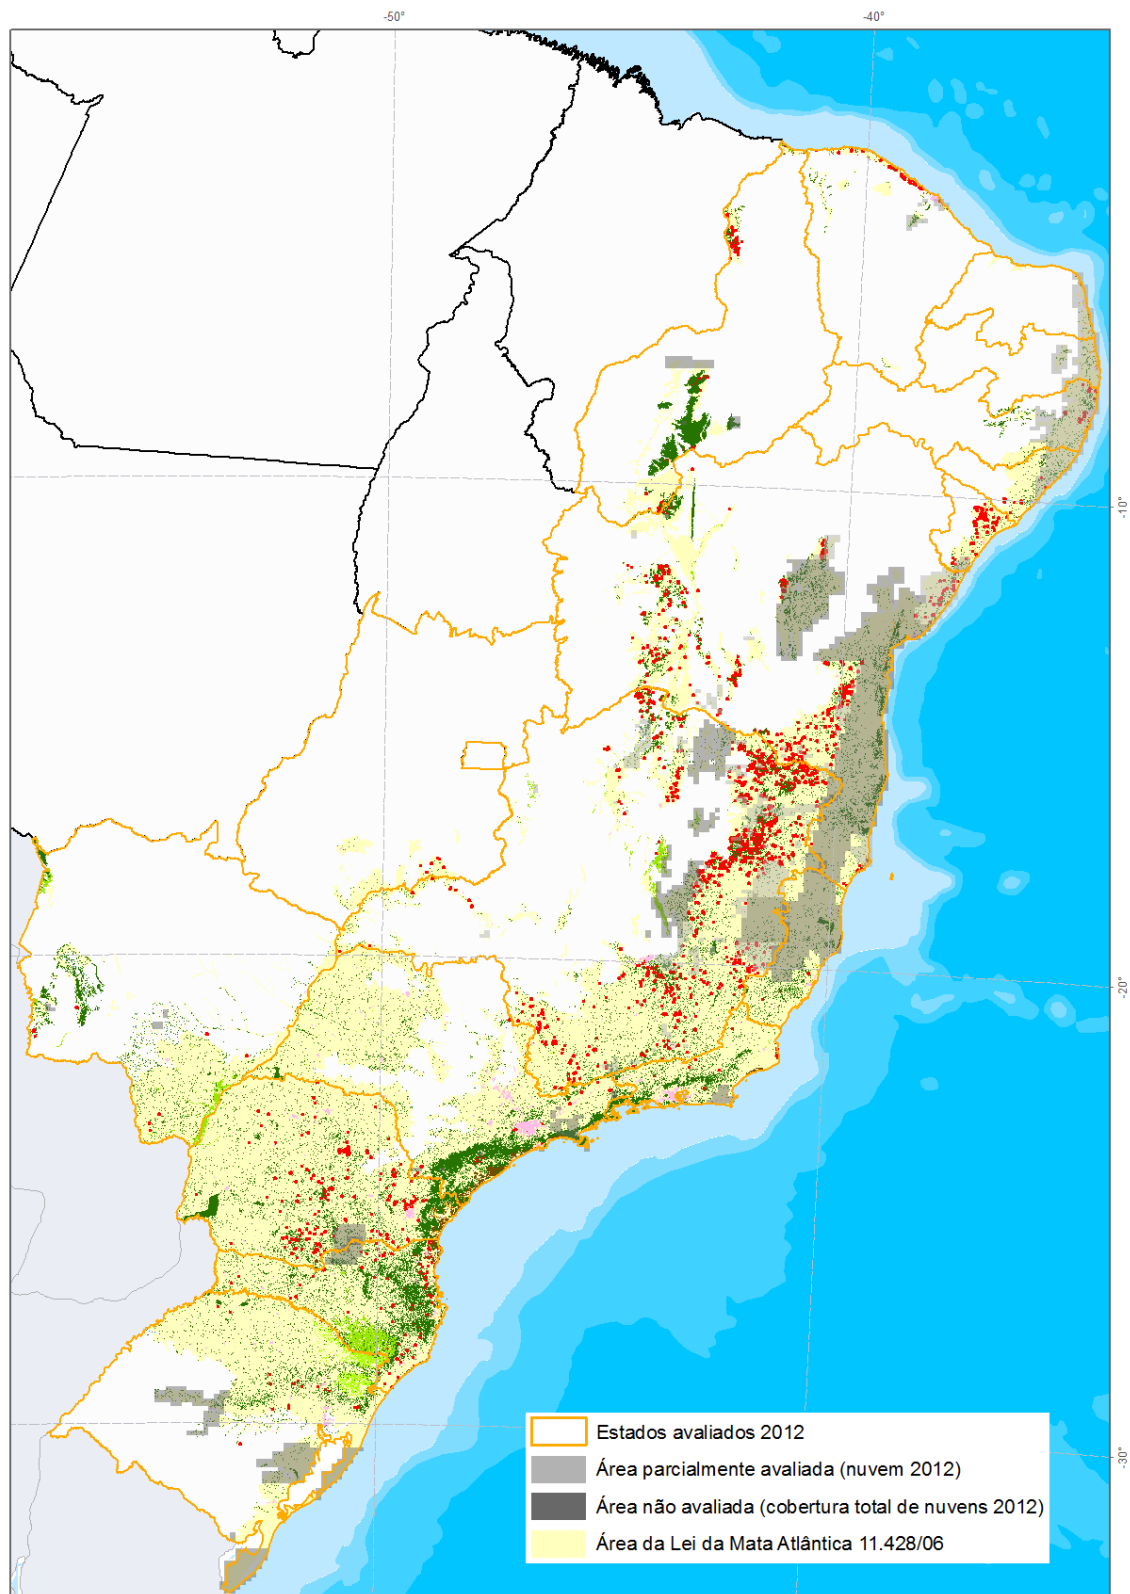 -50°
-40°
-10°
-20°
-30°
Estados avaliados 2012
Área parcialmente avaliada (nuvem 2012)
Área não avaliada (cobertura total de nuvens 2012)
Área da Lei da Mata Atlântica 11.428/06